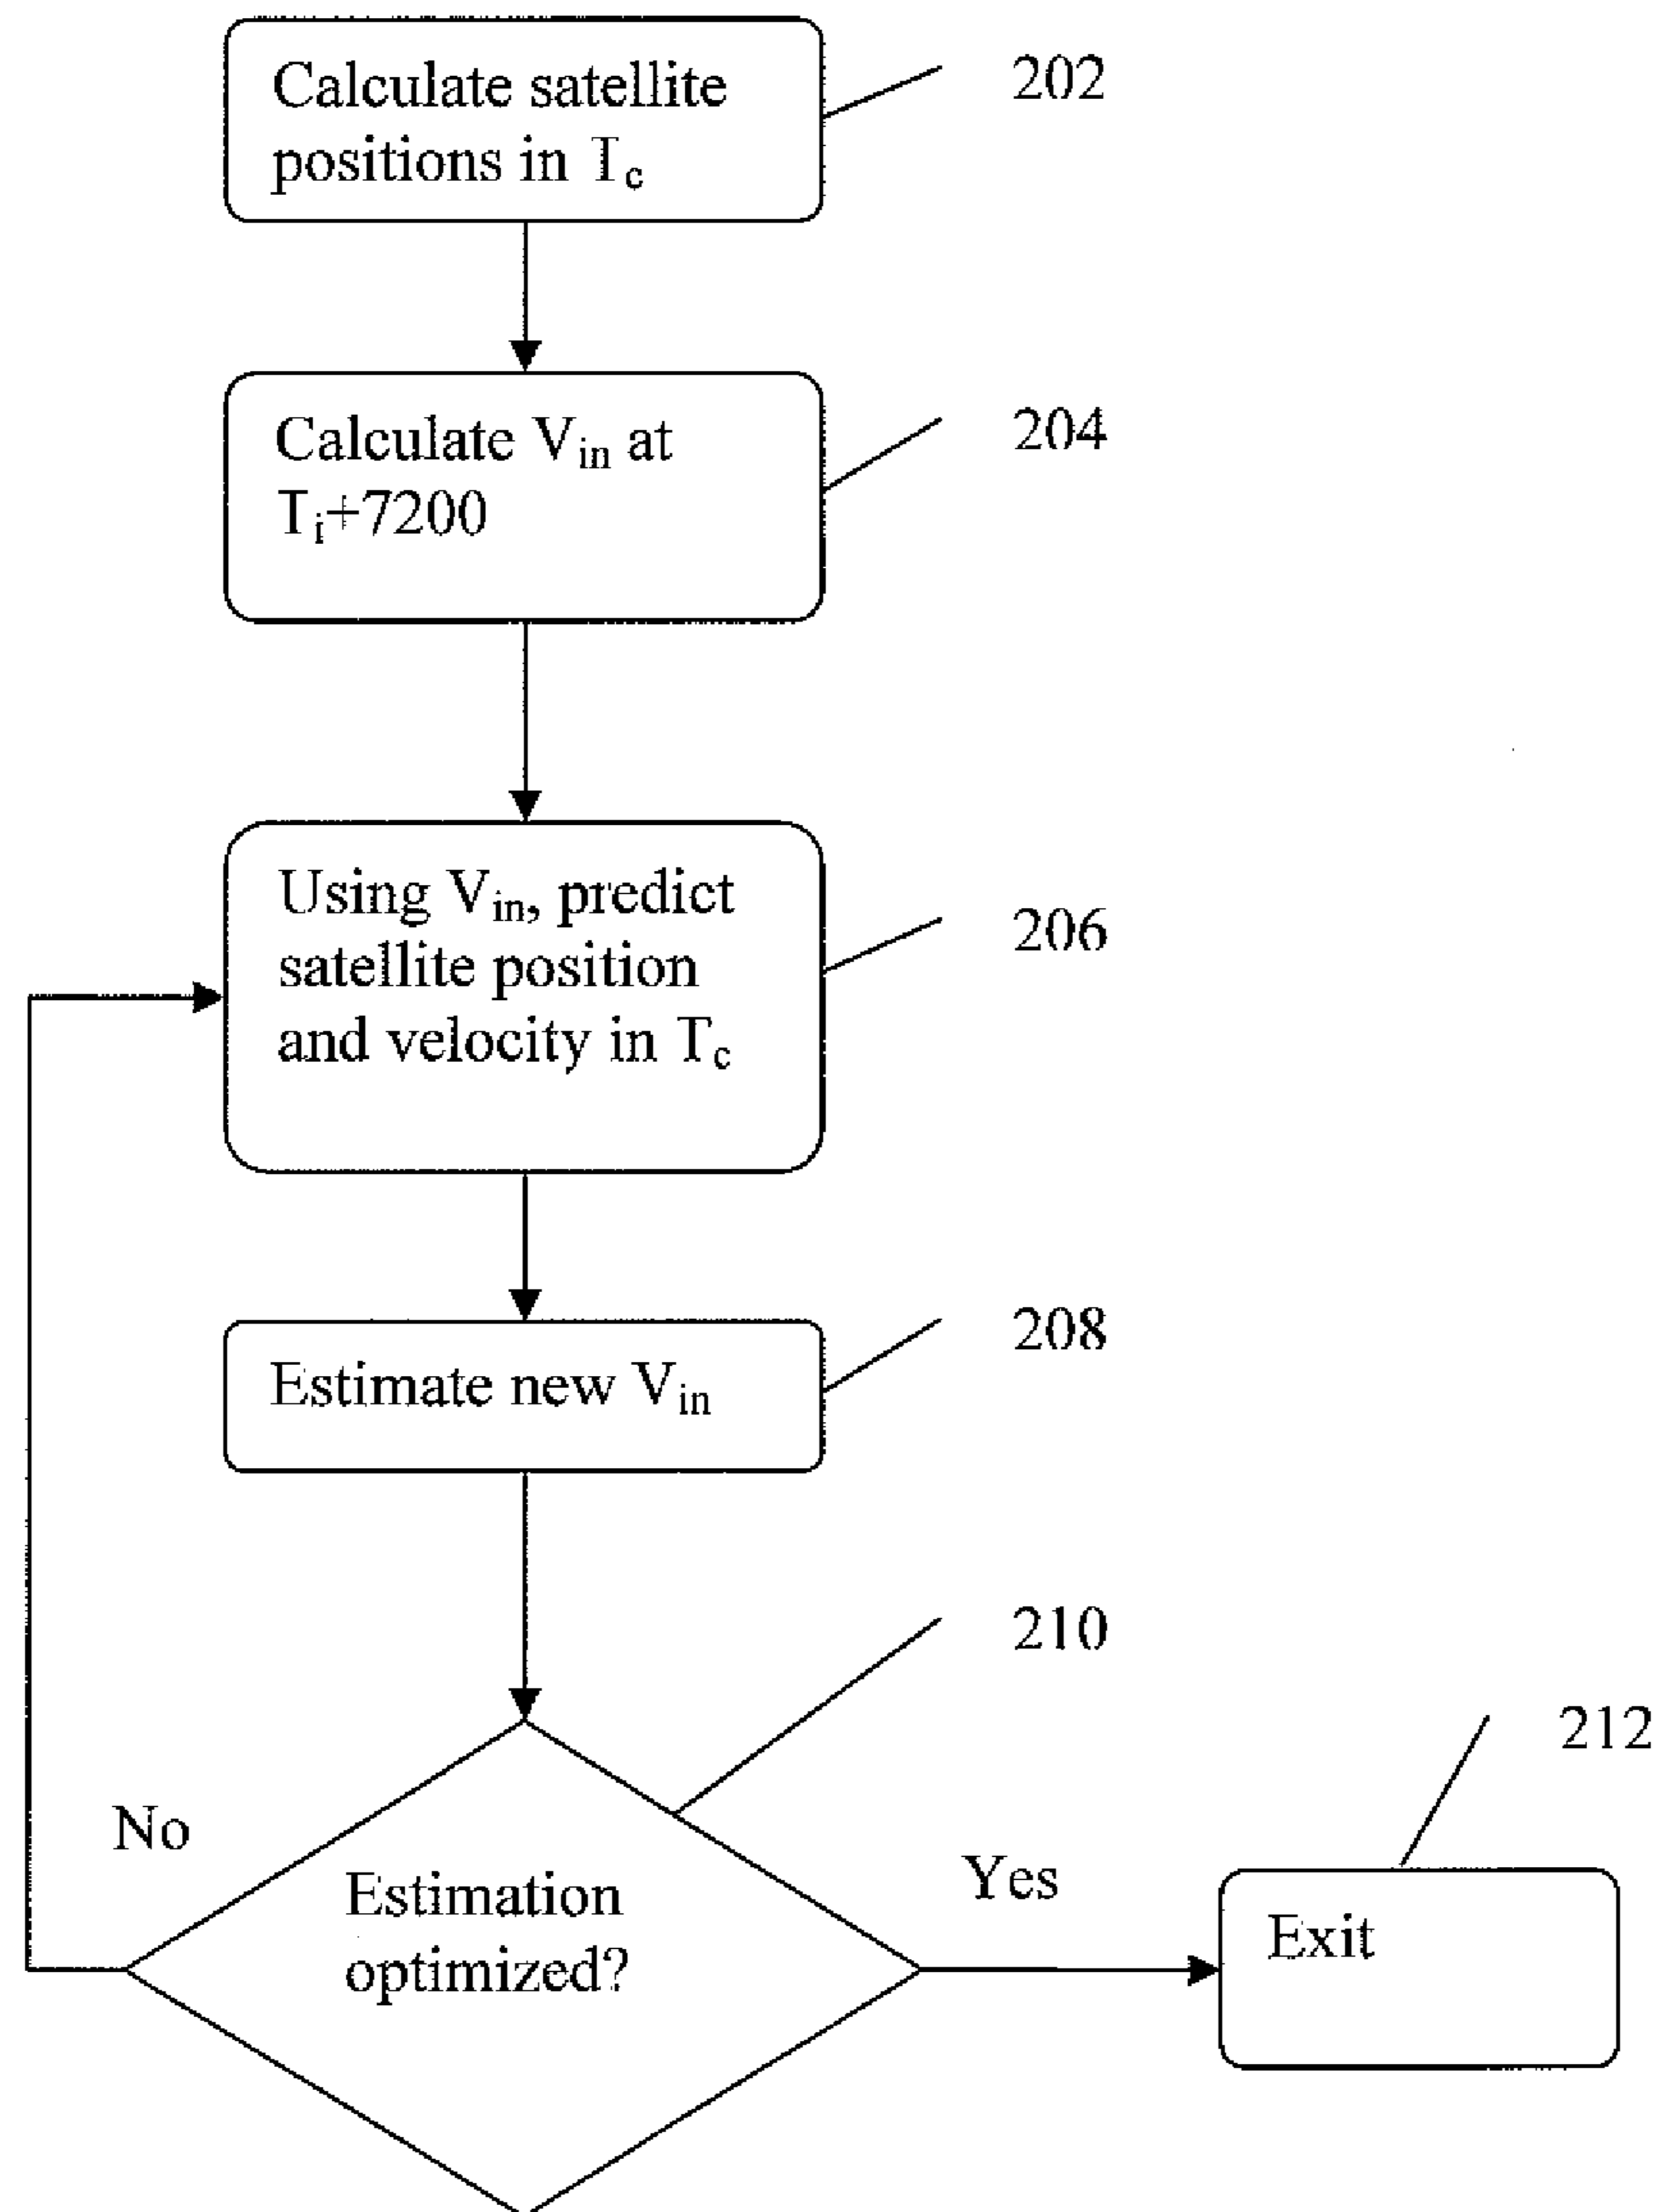 Calculate satellite
positions in Tc
202
Calculate Vin at
Ti+7200
204
Using Vin, predict
satellite position
and velocity in Tc
206
Estimate new Vin
208
210
212
No
Estimation
optimized?
Yes
Exit